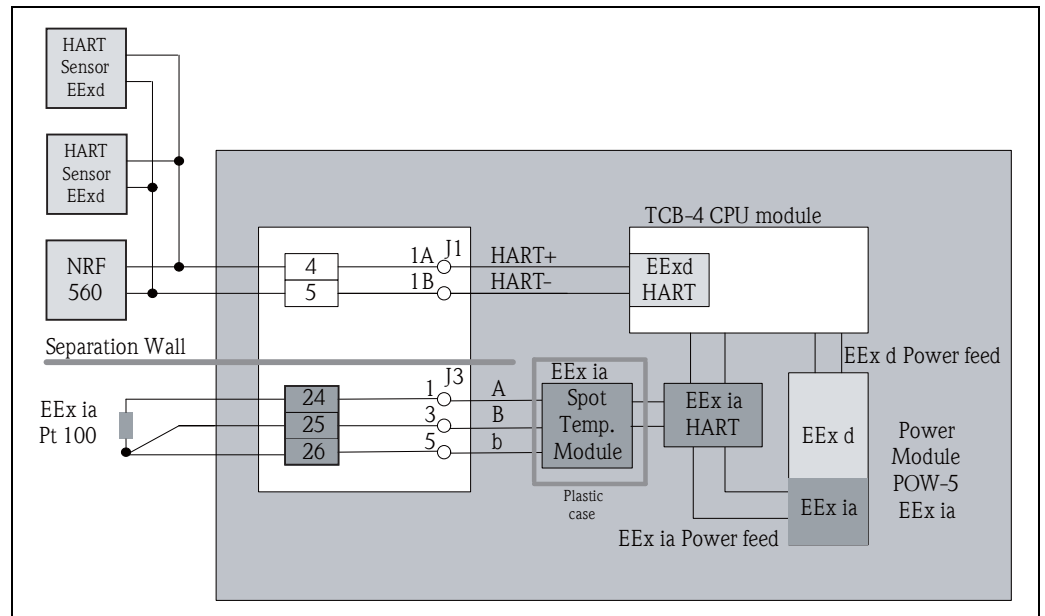 HART
Sensor
EExd
HART
Sensor
EExd
NRF
560
TCB-4 CPU module
4
5
1A
J1
1B
HART+
HART-
EExd
HART
Separation Wall
EEx d Power feed
EEx ia
Pt 100
24
25
26
1
J3
3
5
A
B
b
EEx ia
Spot
Temp.
Module
Plastic
case
EEx ia
HART
EEx d
EEx ia
Power
Module
POW-5
EEx ia
EEx ia Power feed